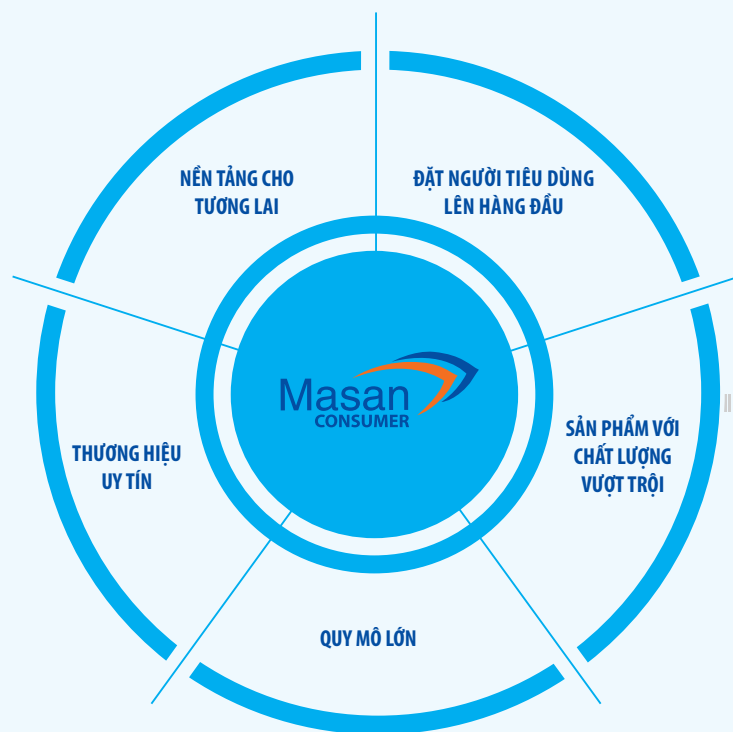 NỀN TẢNG CHO
TƯƠNG LAI
ĐẶT NGƯỜI TIÊU DÙNG
LÊN HÀNG ĐẦU
Masan
CONSUMER
SẢN PHẨM VỚI
CHẤT LƯỢNG
VƯỢT TRỘI
THƯƠNG HIỆU
UY TÍN
QUY MÔ LỚN